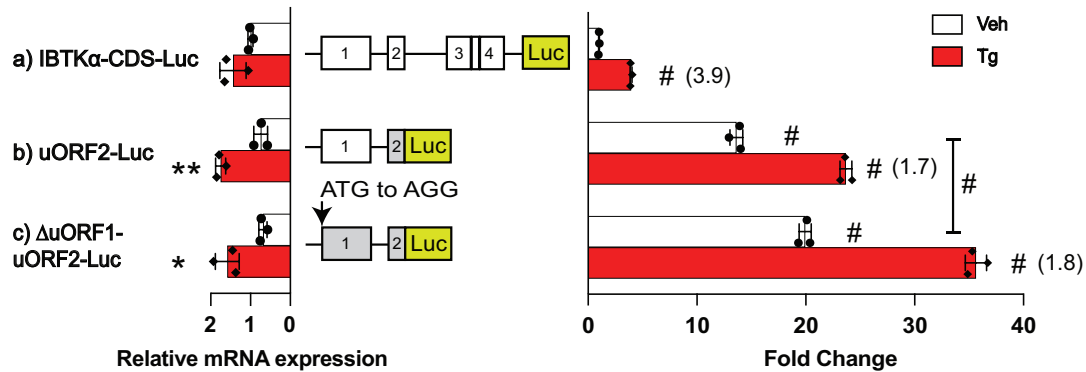 a) IBTKα-CDS-Luc
1 2 3 4 Luc
# (3.9)
Veh
Tg
b) uORF2-Luc
**
1 2 Luc
#
# (1.7)
#
ATG to AGG
c) ΔuORF1-
uORF2-Luc
*
1 2 Luc
#
# (1.8)
2 1 0
Relative mRNA expression
0 10 20 30 40
Fold Change